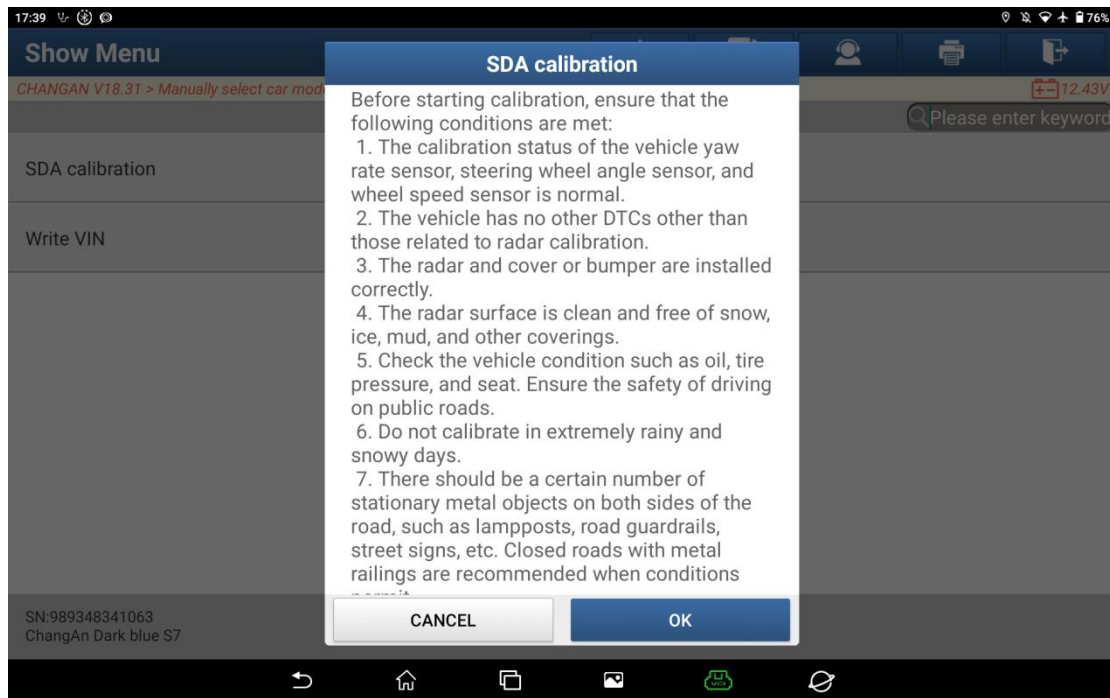 17:39
76%
Show Menu
SDA calibration
CHANGAN V18.31 > Manually select car mod
12.43V
Please enter keyword
SDA calibration
Write VIN
Before starting calibration, ensure that the
following conditions are met:
1. The calibration status of the vehicle yaw
rate sensor, steering wheel angle sensor, and
wheel speed sensor is normal.
2. The vehicle has no other DTCs other than
those related to radar calibration.
3. The radar and cover or bumper are installed
correctly.
4. The radar surface is clean and free of snow,
ice, mud, and other coverings.
5. Check the vehicle condition such as oil, tire
pressure, and seat. Ensure the safety of driving
on public roads.
6. Do not calibrate in extremely rainy and
snowy days.
7. There should be a certain number of
stationary metal objects on both sides of the
road, such as lampposts, road guardrails,
street signs, etc. Closed roads with metal
railings are recommended when conditions
CANCEL
OK
SN:989348341063
ChangAn Dark blue S7
VCI